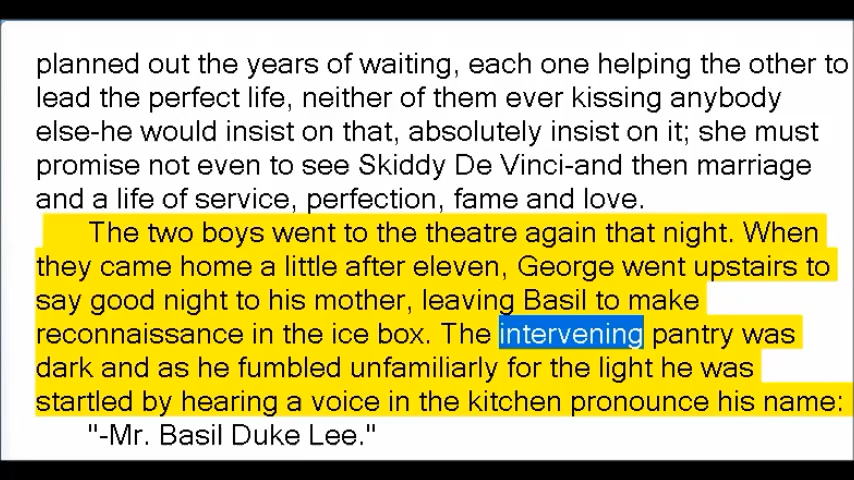 planned out the years of waiting, each one helping the other to
lead the perfect life, neither of them ever kissing anybody
else-he would insist on that, absolutely insist on it; she must
promise not even to see Skiddy De Vinci-and then marriage
and a life of service, perfection, fame and love.
The two boys went to the theatre again that night. When
they came home a little after eleven, George went upstairs to
say good night to his mother, leaving Basil to make
reconnaissance in the ice box. The intervening pantry was
dark and as he fumbled unfamiliarly for the light he was
startled by hearing a voice in the kitchen pronounce his name:
"-Mr. Basil Duke Lee."